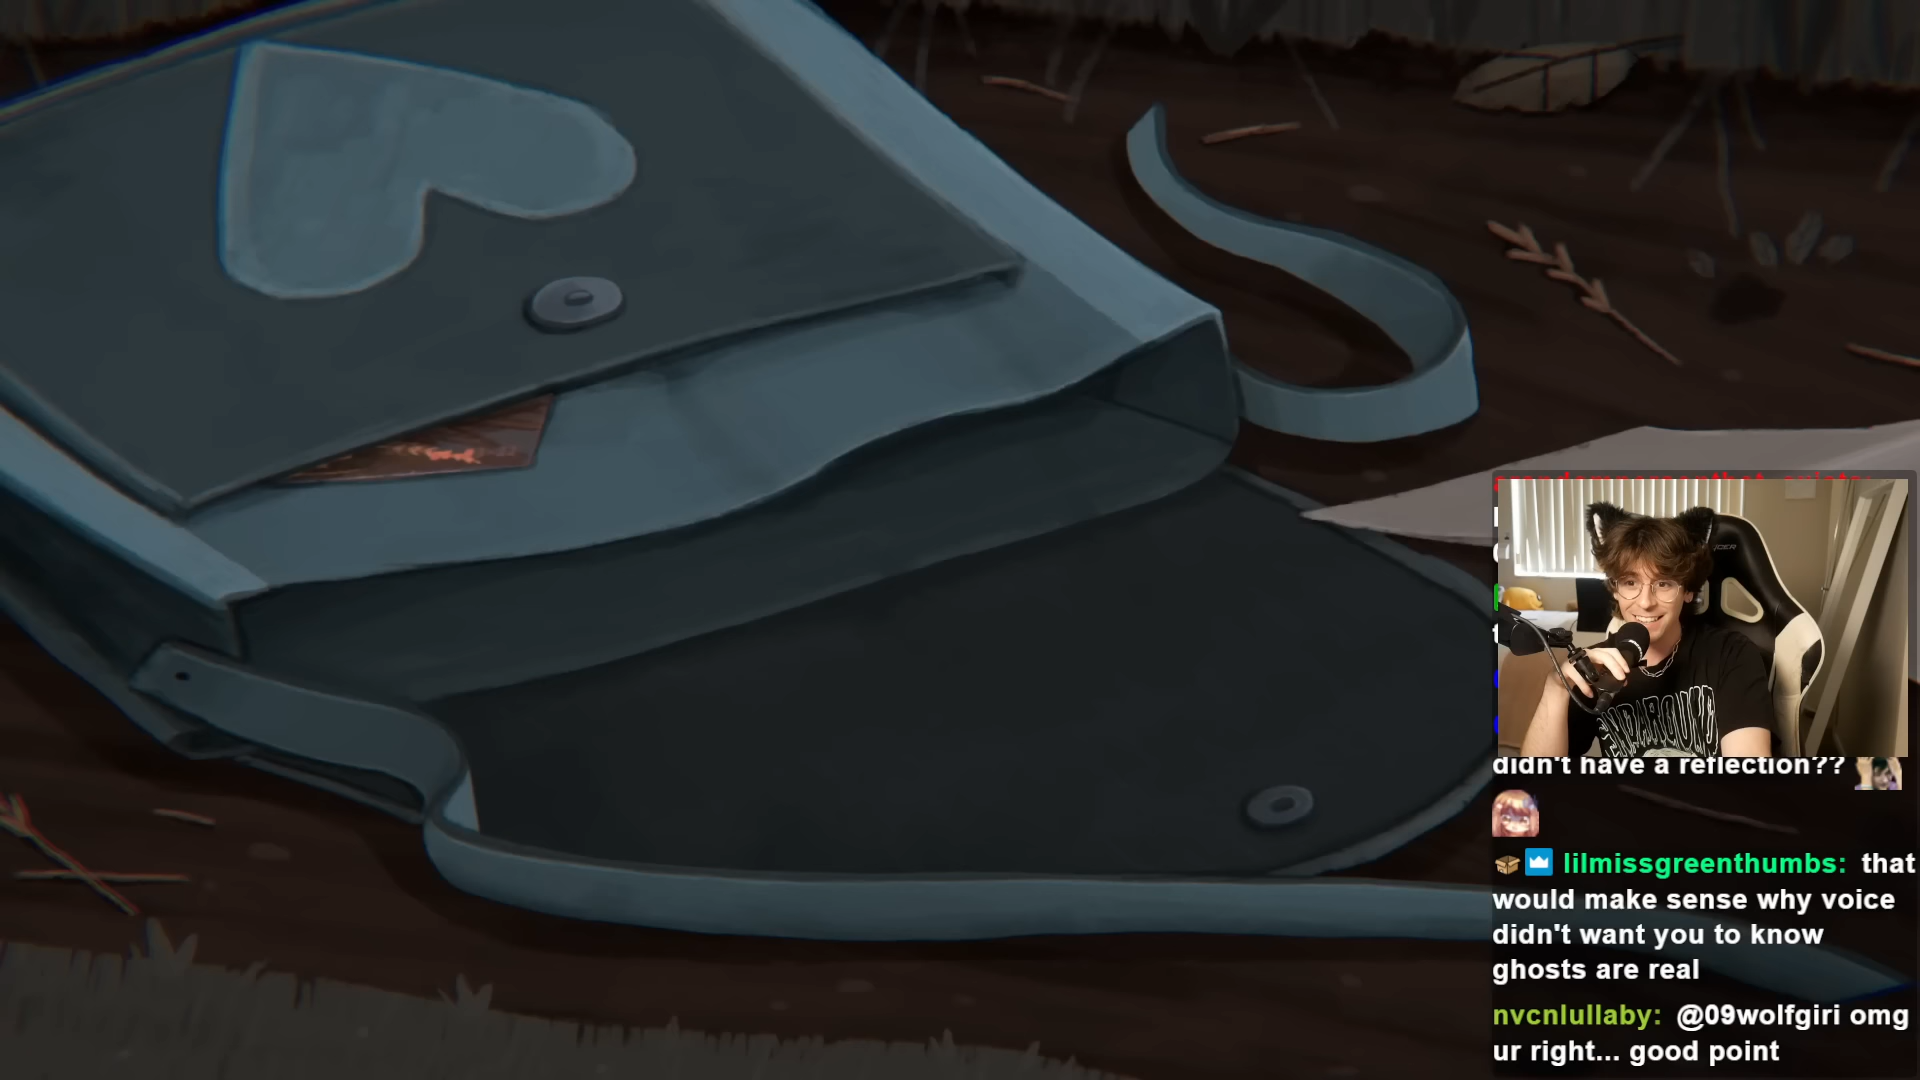 didn't have a reflection??
lilmissgreenthumbs: that
would make sense why voice
didn't want you to know
ghosts are real
nvcnlullaby: @09wolfgiri omg
ur right... good point